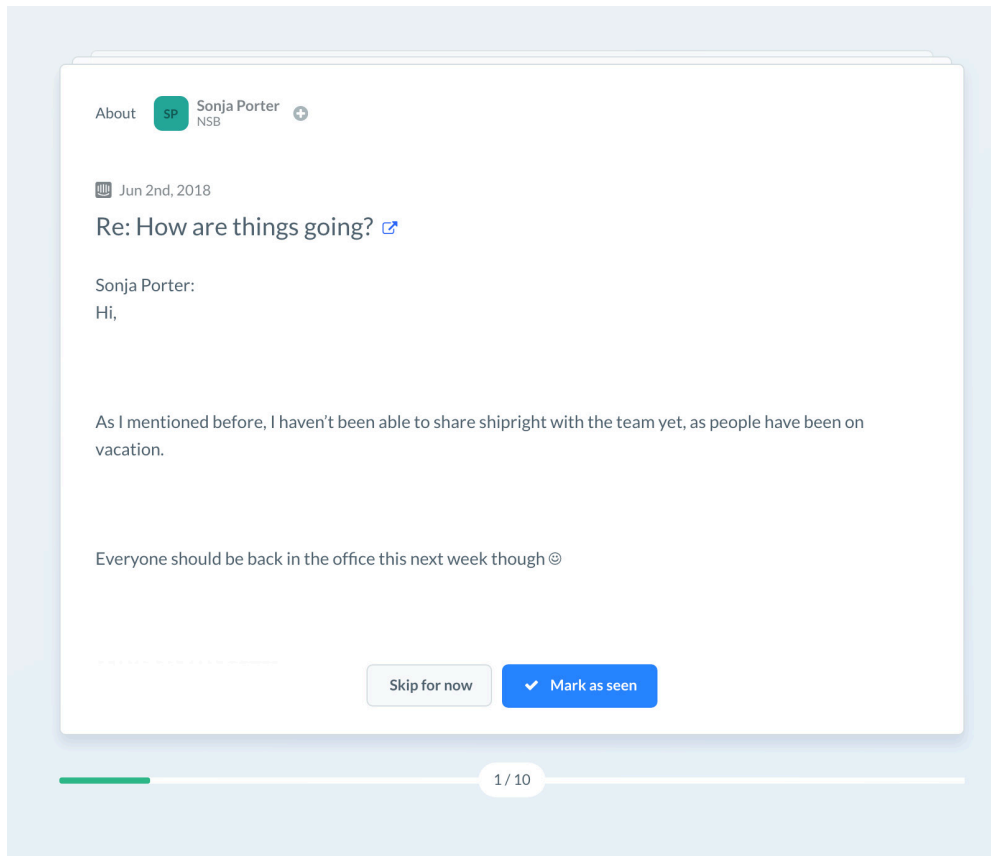 About
SP
Sonja Porter
NSB
Jun 2nd, 2018
Re: How are things going?
Sonja Porter:
Hi,
As I mentioned before, I haven’t been able to share shipright with the team yet, as people have been on
vacation.
Everyone should be back in the office this next week though ☺
Skip for now
Mark as seen
1 / 10